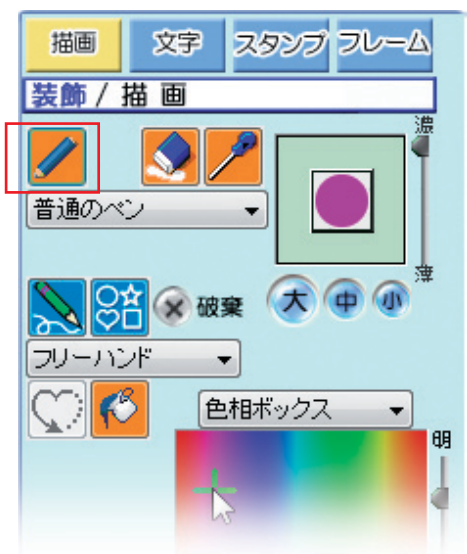 描画 文字 スタンプ フレーム
装飾 / 描 画
濃
普通のペン
薄
破棄 大 中 小
フリーハンド
色相ボックス
明